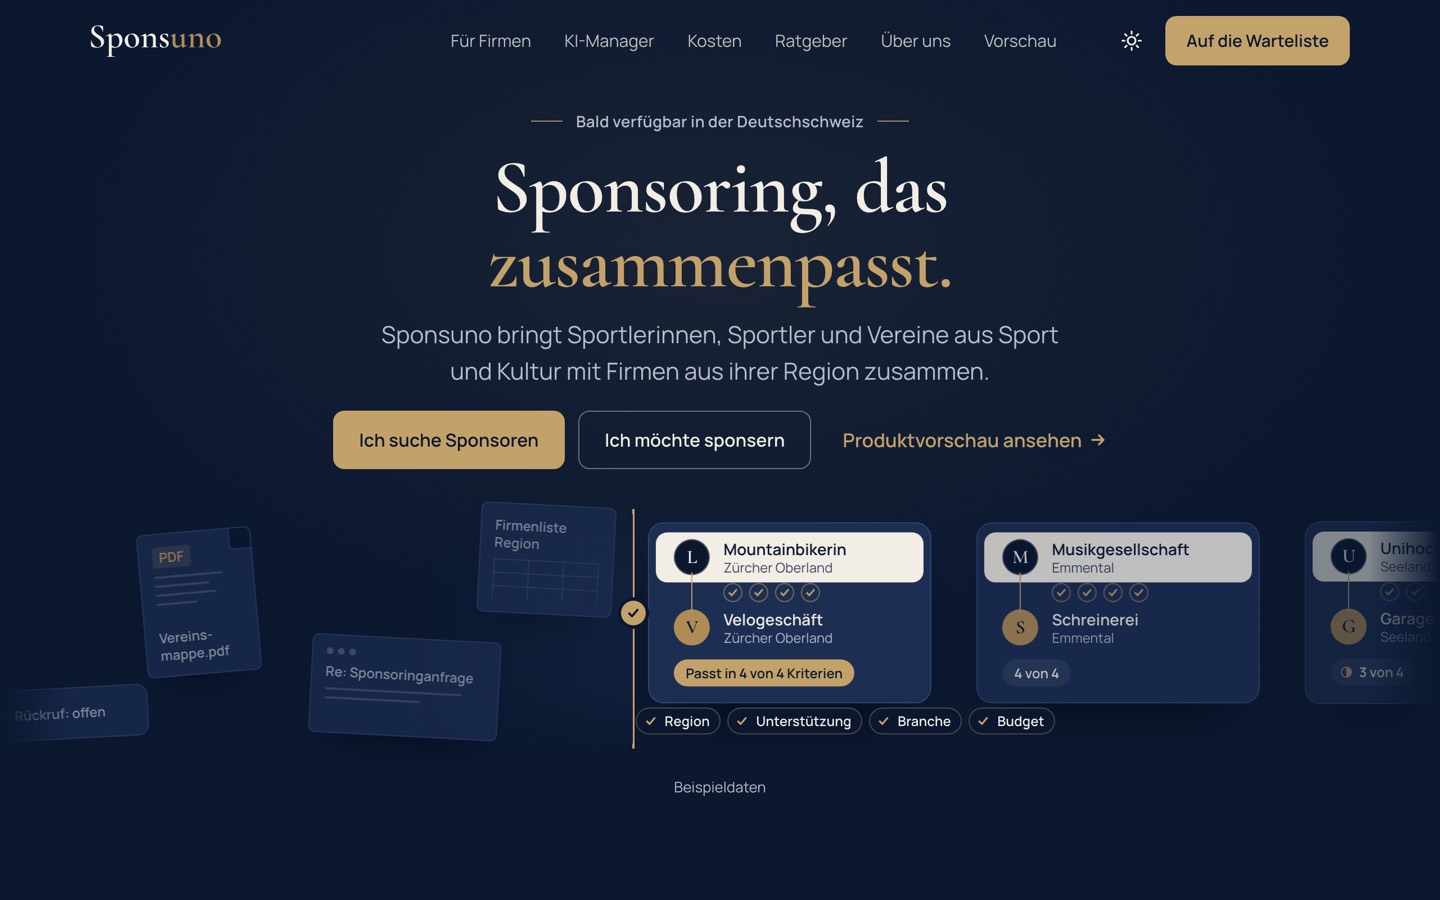 Sponsuno
Für Firmen
KI-Manager
Kosten
Ratgeber
Über uns
Vorschau
Auf die Warteliste
Bald verfügbar in der Deutschschweiz
Sponsoring, das
zusammenpasst.
Sponsuno bringt Sportlerinnen, Sportler und Vereine aus Sport
und Kultur mit Firmen aus ihrer Region zusammen.
Ich suche Sponsoren
Ich möchte sponsern
Produktvorschau ansehen →
PDF
Vereins-
mappe.pdf
Rückruf: offen
Re: Sponsoringanfrage
Firmenliste
Region
L
Mountainbikerin
Zürcher Oberland
V
Velogeschäft
Zürcher Oberland
Passt in 4 von 4 Kriterien
M
Musikgesellschaft
Emmental
S
Schreinerei
Emmental
4 von 4
U
Seeland
G
Garage
Seeland
3 von 4
Region
Unterstützung
Branche
Budget
Beispieldaten